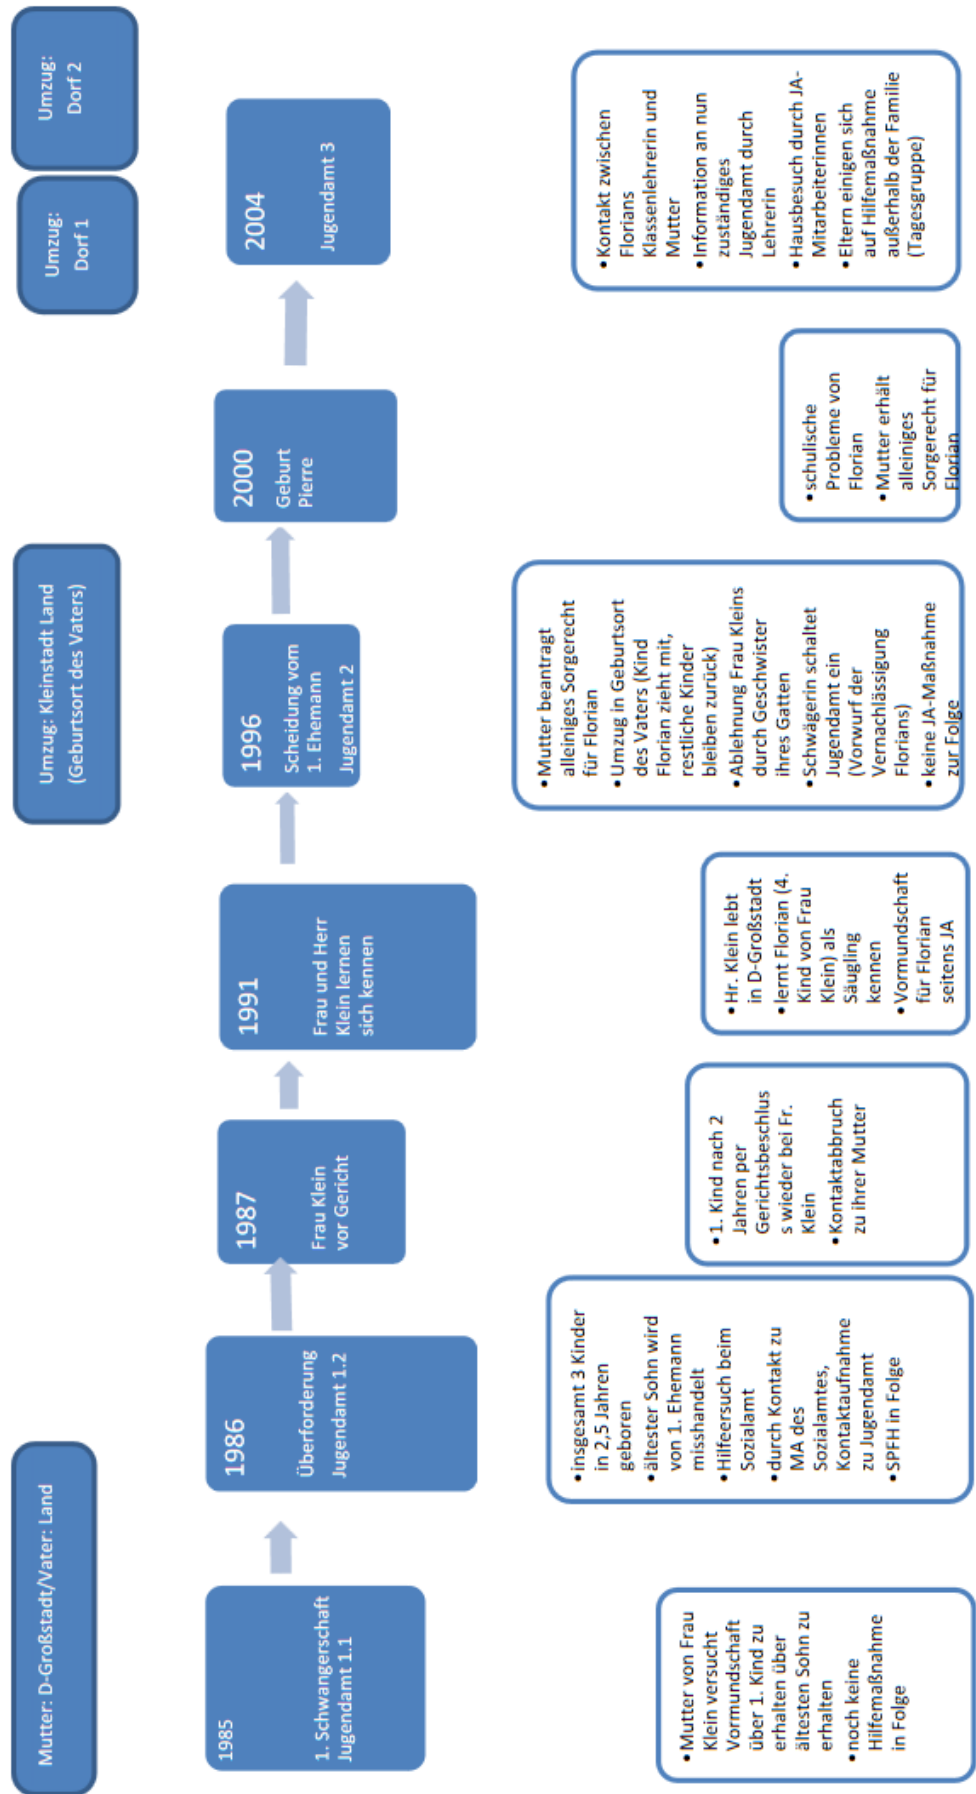 Mutter: D-Großstadt/Vater: Land
Umzug: Kleinstadt Land
(Geburtsort des Vaters)
Umzug:
Dorf 1
Umzug:
Dorf 2
1985
1. Schwangerschaft
Jugendamt 1.1
1986
Überforderung
Jugendamt 1.2
1987
Frau Klein
vor Gericht
1991
Frau und Herr
Klein lernen
sich kennen
1996
Scheidung vom
1. Ehemann
Jugendamt 2
2000
Geburt
Pierre
2004
Jugendamt 3
•Mutter von Frau
Klein versucht
Vormundschaft
über 1. Kind zu
erhalten über
ältesten Sohn zu
erhalten
•noch keine
Hilfemaßnahme
in Folge
•insgesamt 3 Kinder
in 2,5 Jahren
geboren
•ältester Sohn wird
von 1. Ehemann
misshandelt
•Hilfeersuch beim
Sozialamt
•durch Kontakt zu
MA des
Sozialamtes,
Kontaktaufnahme
zu Jugendamt
•SPFH in Folge
•1. Kind nach 2
Jahren per
Gerichtsbeschlus
s wieder bei Fr.
Klein
•Kontaktabbruch
zu ihrer Mutter
•Hr. Klein lebt
in D-Großstadt
•lernt Florian (4.
Kind von Frau
Klein) als
Säugling
kennen
•Vormundschaft
für Florian
seitens JA
•Mutter beantragt
alleiniges Sorgerecht
für Florian
•Umzug in Geburtsort
des Vaters (Kind
Florian zieht mit,
restliche Kinder
bleiben zurück)
•Ablehnung Frau Kleins
durch Geschwister
ihres Gatten
•Schwägerin schaltet
Jugendamt ein
(Vorwurf der
Vernachlässigung
Florians)
•keine JA-Maßnahme
zur Folge
•schulische
Probleme von
Florian
•Mutter erhält
alleiniges
Sorgerecht für
Florian
•Kontakt zwischen
Florians
Klassenlehrerin und
Mutter
•Information an nun
zuständiges
Jugendamt durch
Lehrerin
•Hausbesuch durch JA-
Mitarbeiterinnen
•Eltern einigen sich
auf Hilfemaßnahme
außerhalb der Familie
(Tagesgruppe)